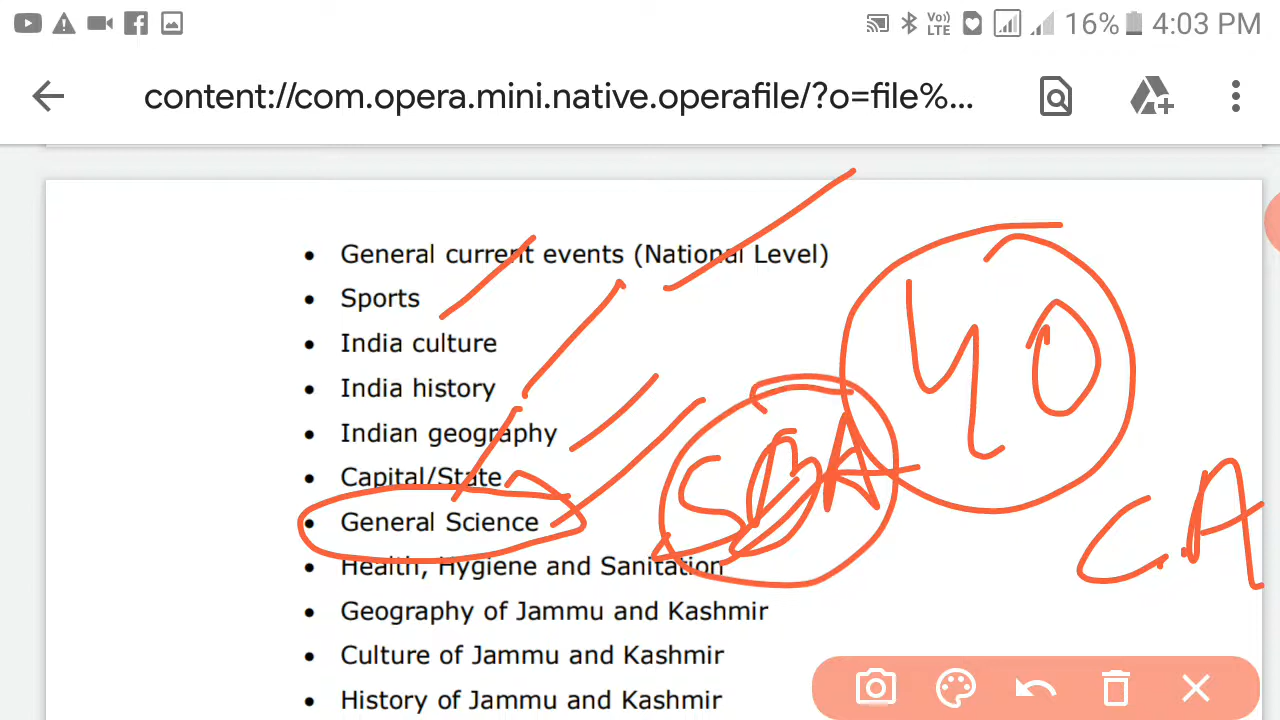 Vo) LTE 16% 4:03 PM
content://com.opera.mini.native.operafile/?o=file%...
• General current events (National Level)
• Sports
• India culture
• India history
• Indian geography
• Capital/State
• General Science
• Health, Hygiene and Sanitation
• Geography of Jammu and Kashmir
• Culture of Jammu and Kashmir
• History of Jammu and Kashmir
40
C.A